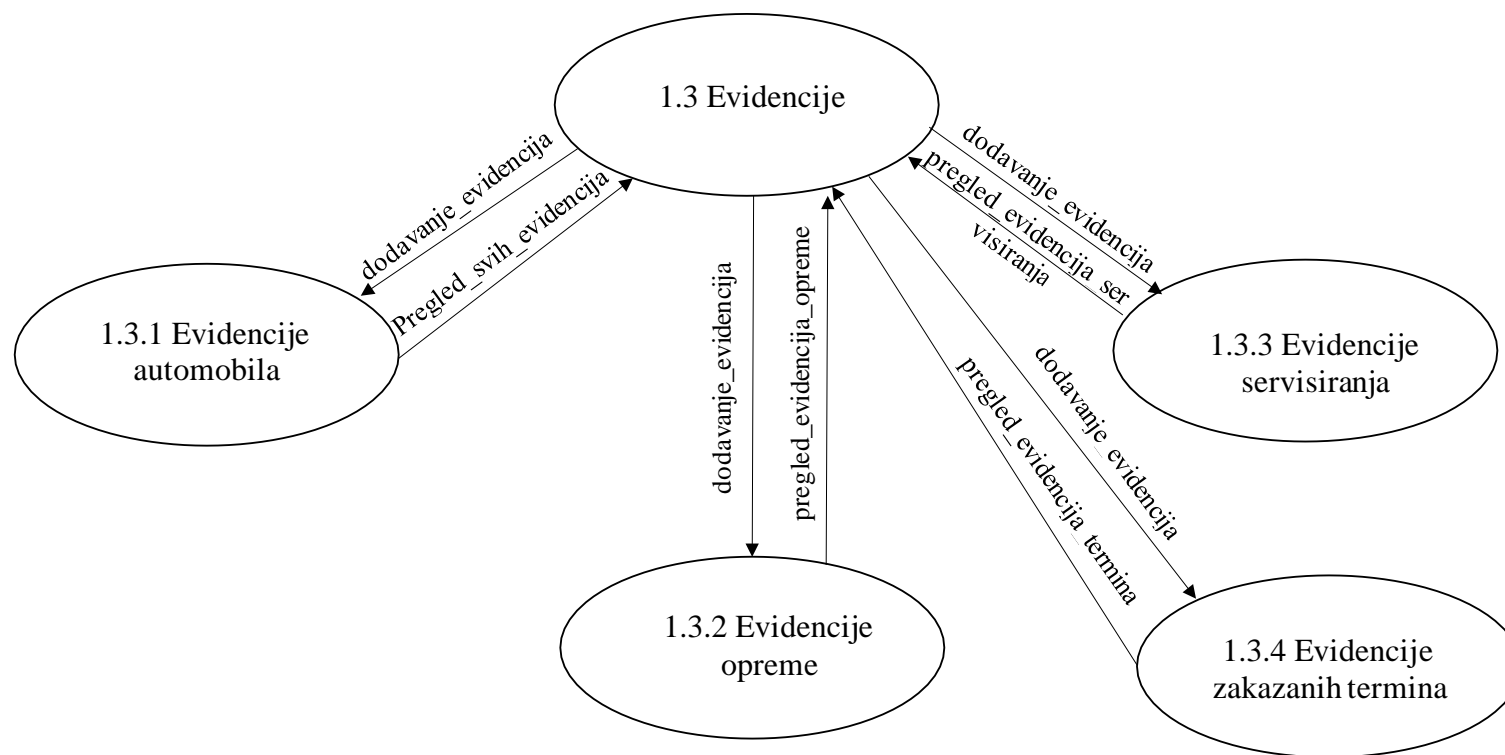 1.3 Evidencije
dodavanje_evidencija
Pregled_svih_evidencija
dodavanje_evidencija
pregled_evidencija_ser
visiranja
1.3.1 Evidencije
automobila
dodavanje_evidencija
pregled_evidencija_opreme
pregled_evidencija_termina
dodavanje_evidencija
1.3.3 Evidencije
servisiranja
1.3.2 Evidencije
opreme
1.3.4 Evidencije
zakazanih termina